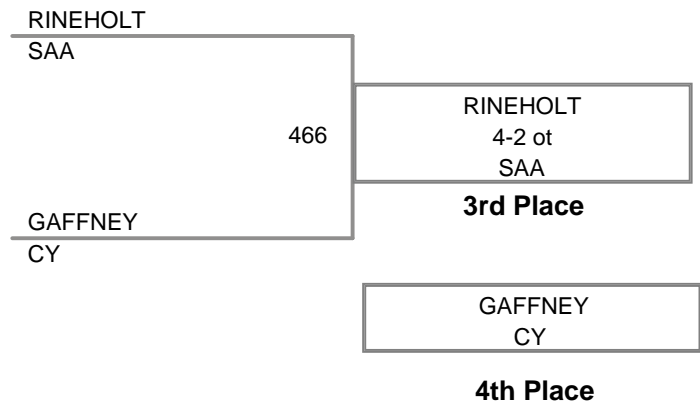 RINEHOLT
SAA
466
RINEHOLT
4-2 ot
SAA
3rd Place
GAFFNEY
CY
GAFFNEY
CY
4th Place